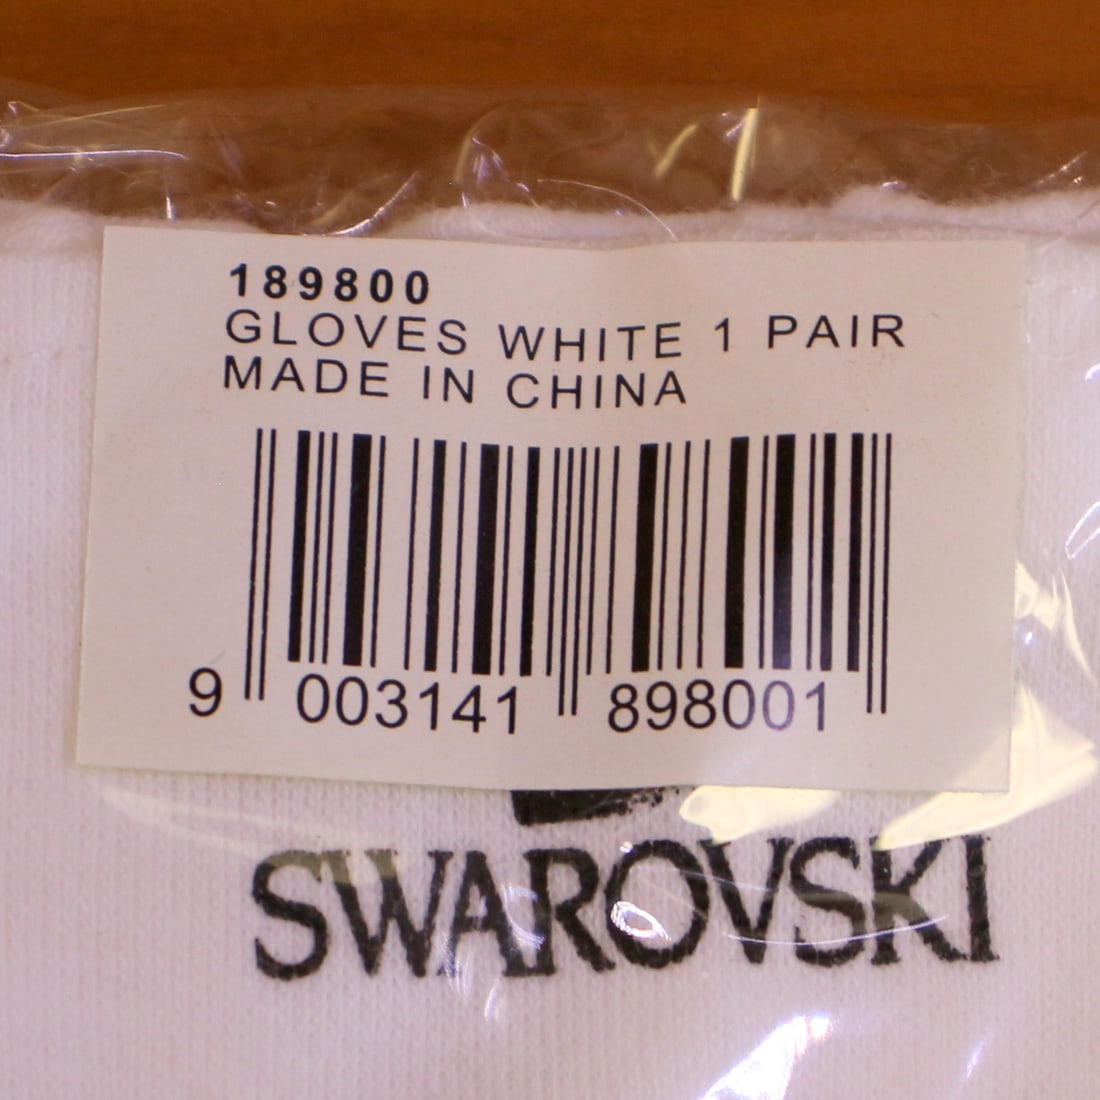 189800
GLOVES WHITE 1 PAIR
MADE IN CHINA
9 003141 898001
SWAROVSKI